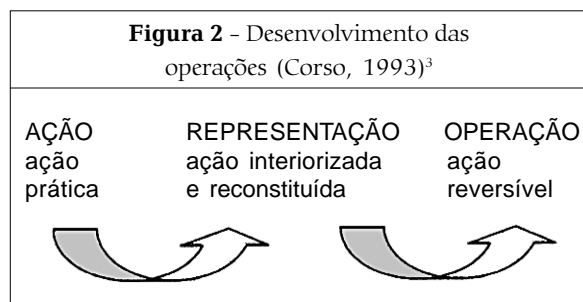 Figura 2 - Desenvolvimento das
operações (Corso, 1993)³
AÇÃO REPRESENTAÇÃO OPERAÇÃO
ação ação interiorizada ação
prática e reconstituída reversível